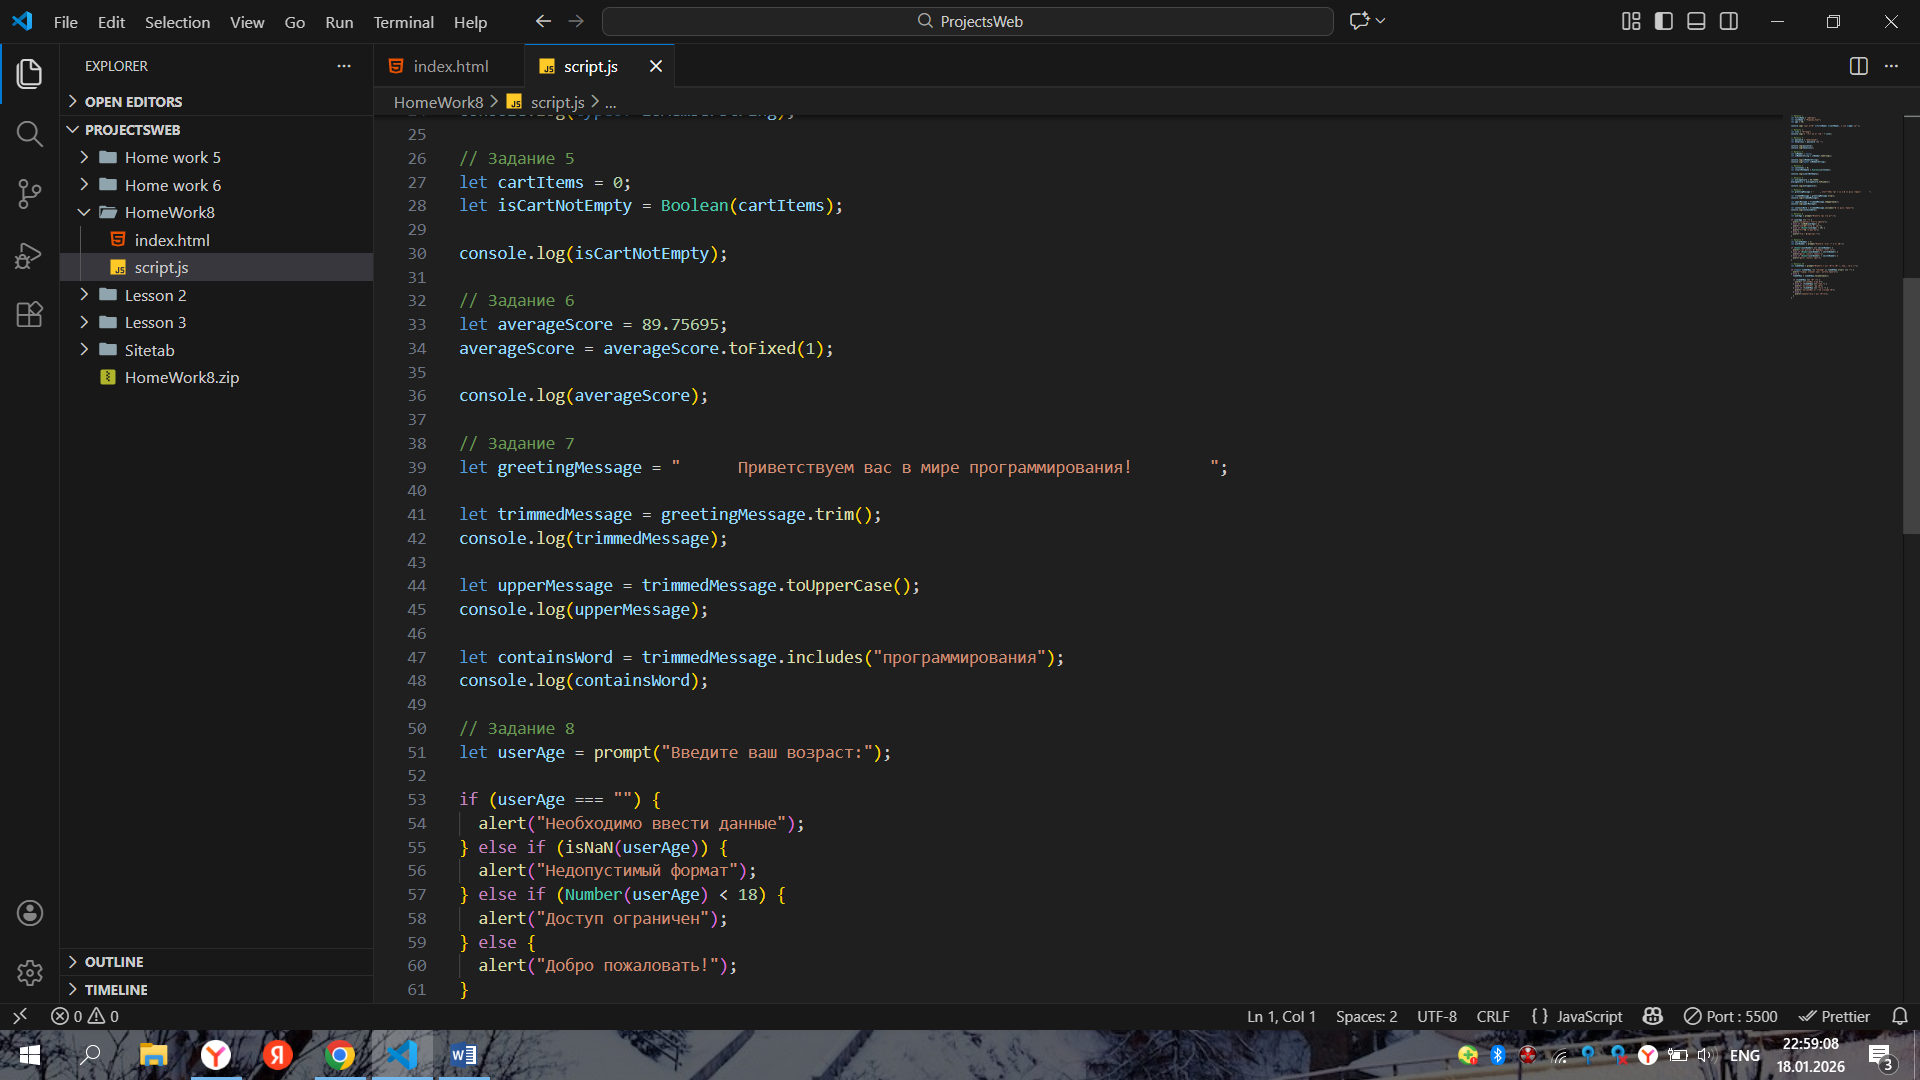 File Edit Selection View Go Run Terminal Help
ProjectsWeb
EXPLORER
OPEN EDITORS
PROJECTSWEB
Home work 5
Home work 6
HomeWork8
index.html
script.js
Lesson 2
Lesson 3
Sitetab
HomeWork8.zip
OUTLINE
TIMELINE
index.html
script.js
HomeWork8 > script.js > ...
25
26 // Задание 5
27 let cartItems = 0;
28 let isCartNotEmpty = Boolean(cartItems);
29
30 console.log(isCartNotEmpty);
31
32 // Задание 6
33 let averageScore = 89.75695;
34 averageScore = averageScore.toFixed(1);
35
36 console.log(averageScore);
37
38 // Задание 7
39 let greetingMessage = "      Приветствуем вас в мире программирования!        ";
40
41 let trimmedMessage = greetingMessage.trim();
42 console.log(trimmedMessage);
43
44 let upperMessage = trimmedMessage.toUpperCase();
45 console.log(upperMessage);
46
47 let containsWord = trimmedMessage.includes("программирования");
48 console.log(containsWord);
49
50 // Задание 8
51 let userAge = prompt("Введите ваш возраст:");
52
53 if (userAge === "") {
54   alert("Необходимо ввести данные");
55 } else if (isNaN(userAge)) {
56   alert("Недопустимый формат");
57 } else if (Number(userAge) < 18) {
58   alert("Доступ ограничен");
59 } else {
60   alert("Добро пожаловать!");
61 }
0 0
Ln 1, Col 1 Spaces: 2 UTF-8 CRLF { } JavaScript Port : 5500 Prettier
ENG
22:59:08
18.01.2026
3